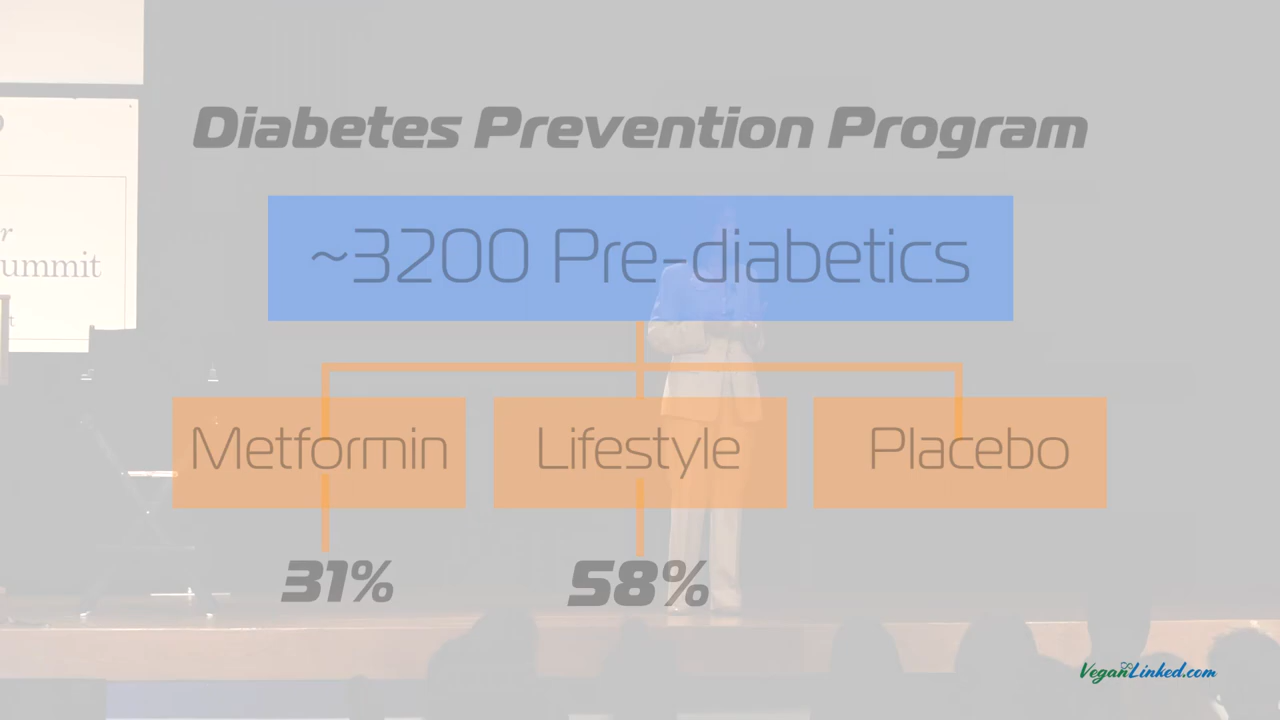 Diabetes Prevention Program
~3200 Pre-diabetics
Metformin Lifestyle Placebo
31% 58%
ummit
VeganLinked.com